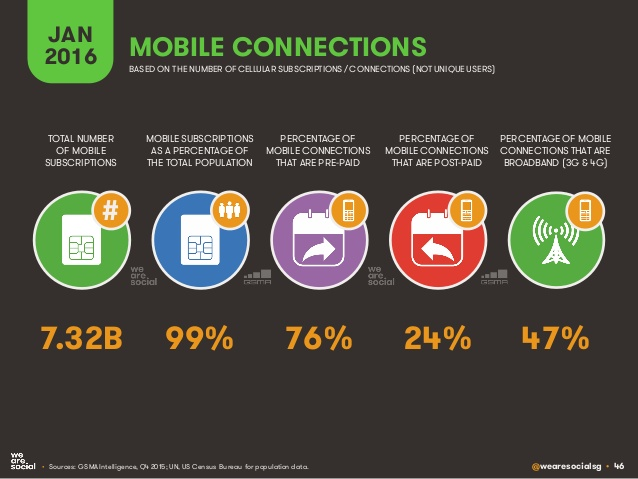 JAN
2016
MOBILE CONNECTIONS
BASED ON THE NUMBER OF CELLULAR SUBSCRIPTIONS / CONNECTIONS (NOT UNIQUE USERS)
TOTAL NUMBER
OF MOBILE
SUBSCRIPTIONS
MOBILE SUBSCRIPTIONS
AS A PERCENTAGE OF
THE TOTAL POPULATION
PERCENTAGE OF
MOBILE CONNECTIONS
THAT ARE PRE-PAID
PERCENTAGE OF
MOBILE CONNECTIONS
THAT ARE POST-PAID
PERCENTAGE OF MOBILE
CONNECTIONS THAT ARE
BROADBAND (3G & 4G)
#
we
are
social
GSMA
we
are
social
GSMA
7.32B
99%
76%
24%
47%
we
are
social
• Sources: GSMA Intelligence, Q4 2015; UN, US Census Bureau for population data.
@wearesocialsg • 46